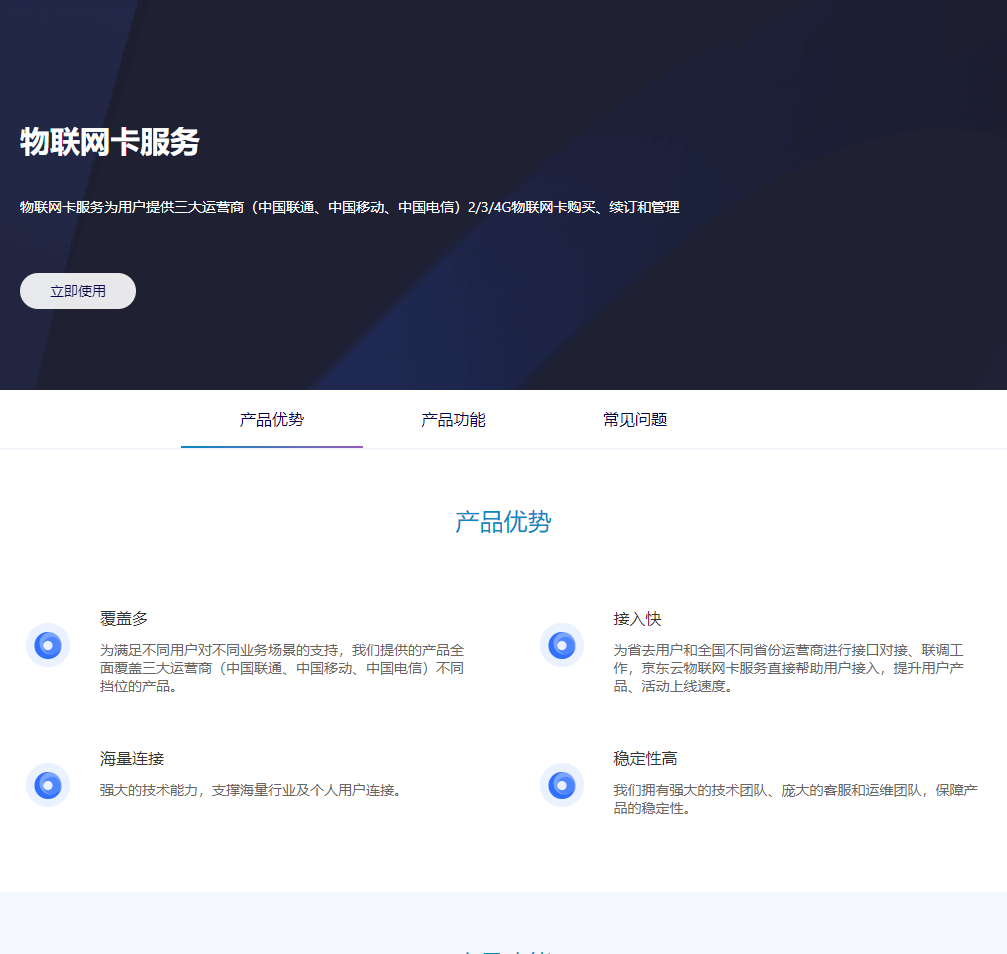 物联网卡服务
物联网卡服务为用户提供三大运营商（中国联通、中国移动、中国电信）2/3/4G物联网卡购买、续订和管理
立即使用
产品优势
产品功能
常见问题
产品优势
覆盖多
为满足不同用户对不同业务场景的支持，我们提供的产品全
面覆盖三大运营商（中国联通、中国移动、中国电信）不同
挡位的产品。
接入快
为省去用户和全国不同省份运营商进行接口对接、联调工
作，京东云物联网卡服务直接帮助用户接入，提升用户产
品、活动上线速度。
海量连接
强大的技术能力，支撑海量行业及个人用户连接。
稳定性高
我们拥有强大的技术团队、庞大的客服和运维团队，保障产
品的稳定性。